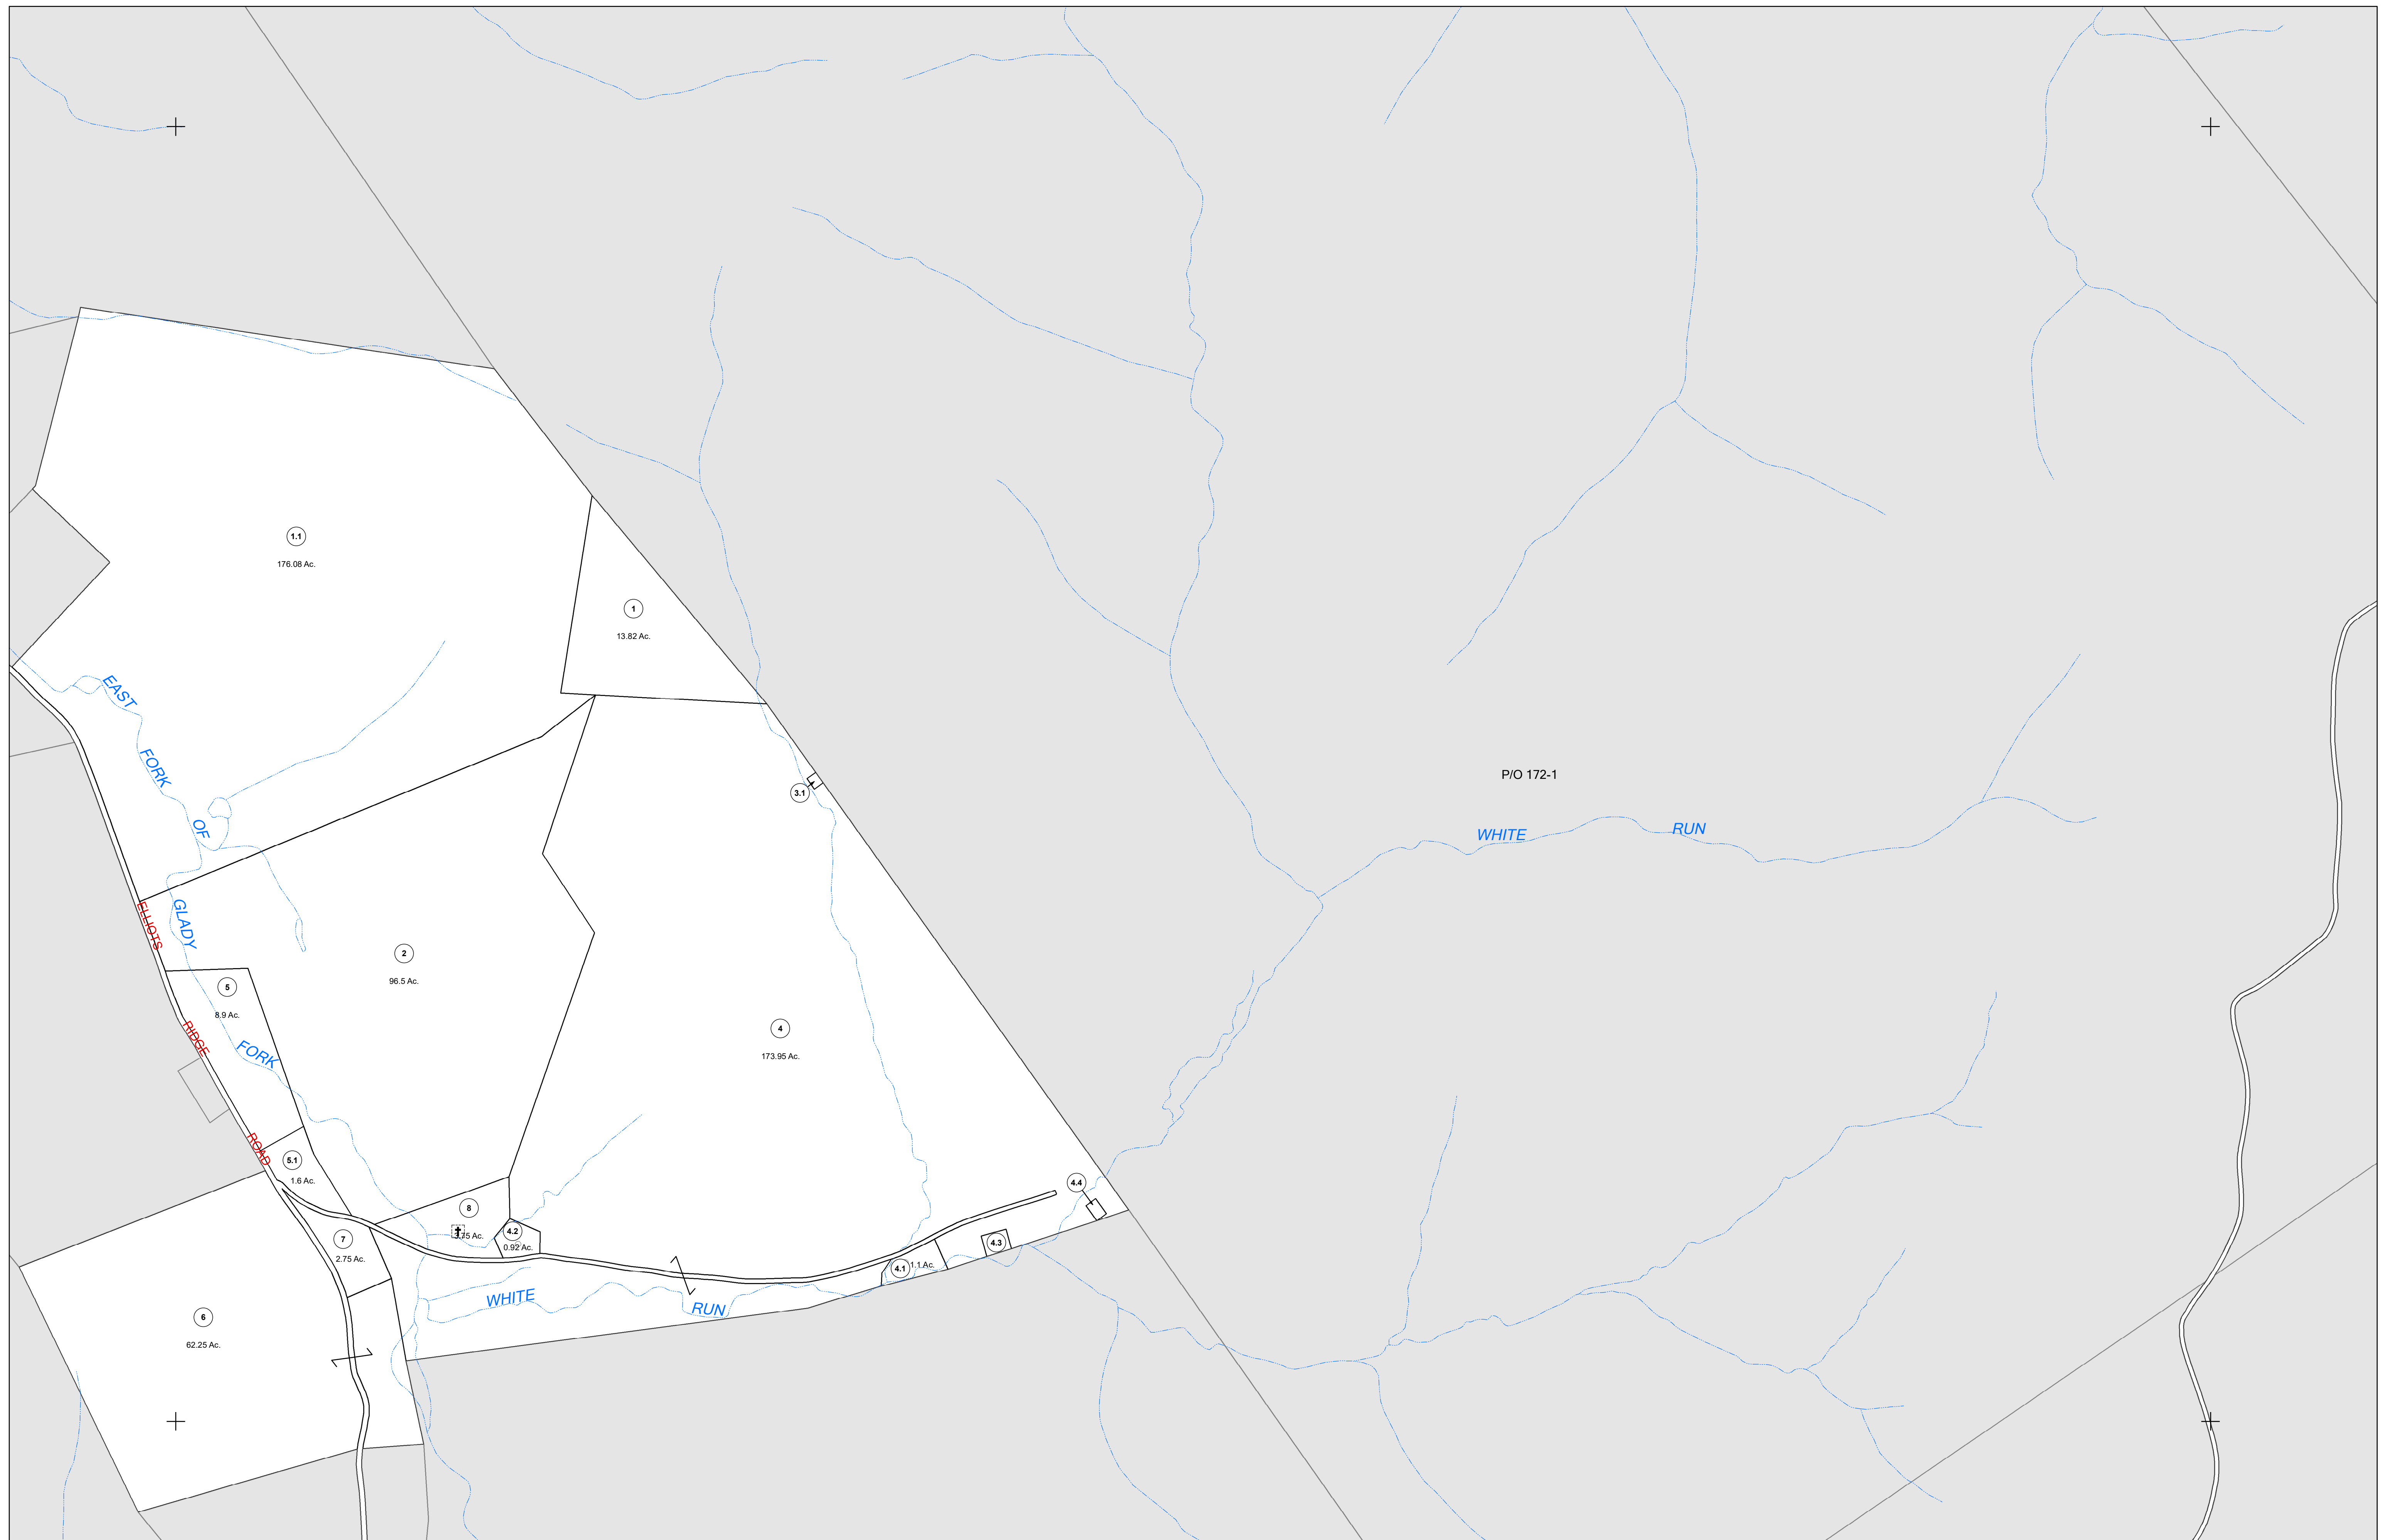 1.1
176.08 Ac.
1
13.82 Ac.
EAST
FORK
OF
GLADY
FORK
3.1
P/O 172-1
WHITE RUN
ELLIOTS
RIDGE
ROAD
2
96.5 Ac.
5
8.9 Ac.
4
173.95 Ac.
5.1
1.6 Ac.
4.4
8
.75 Ac.
4.2
0.92 Ac.
7
2.75 Ac.
4.3
4.1
1.1 Ac.
WHITE
RUN
6
62.25 Ac.